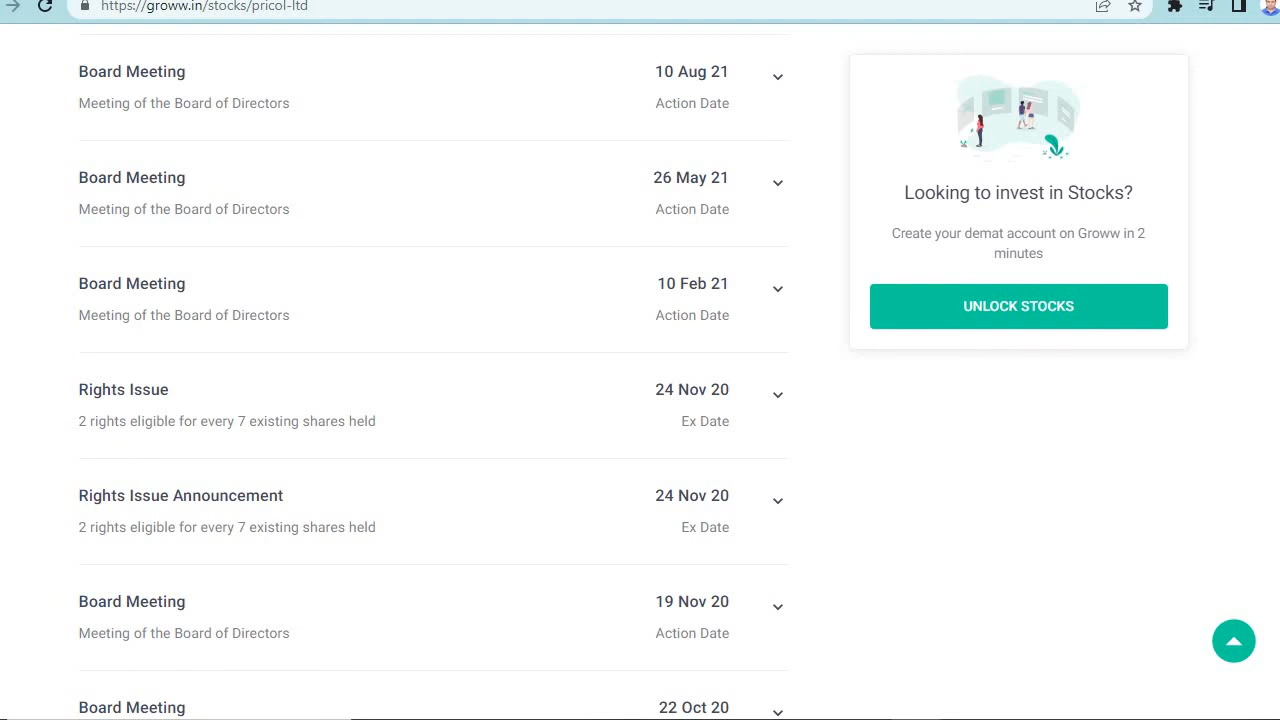 https://groww.in/stocks/pricol-ltd
Board Meeting
10 Aug 21
Meeting of the Board of Directors
Action Date
Board Meeting
26 May 21
Meeting of the Board of Directors
Action Date
Board Meeting
10 Feb 21
Meeting of the Board of Directors
Action Date
Rights Issue
24 Nov 20
2 rights eligible for every 7 existing shares held
Ex Date
Rights Issue Announcement
24 Nov 20
2 rights eligible for every 7 existing shares held
Ex Date
Board Meeting
19 Nov 20
Meeting of the Board of Directors
Action Date
Board Meeting
22 Oct 20
Looking to invest in Stocks?
Create your demat account on Groww in 2
minutes
UNLOCK STOCKS